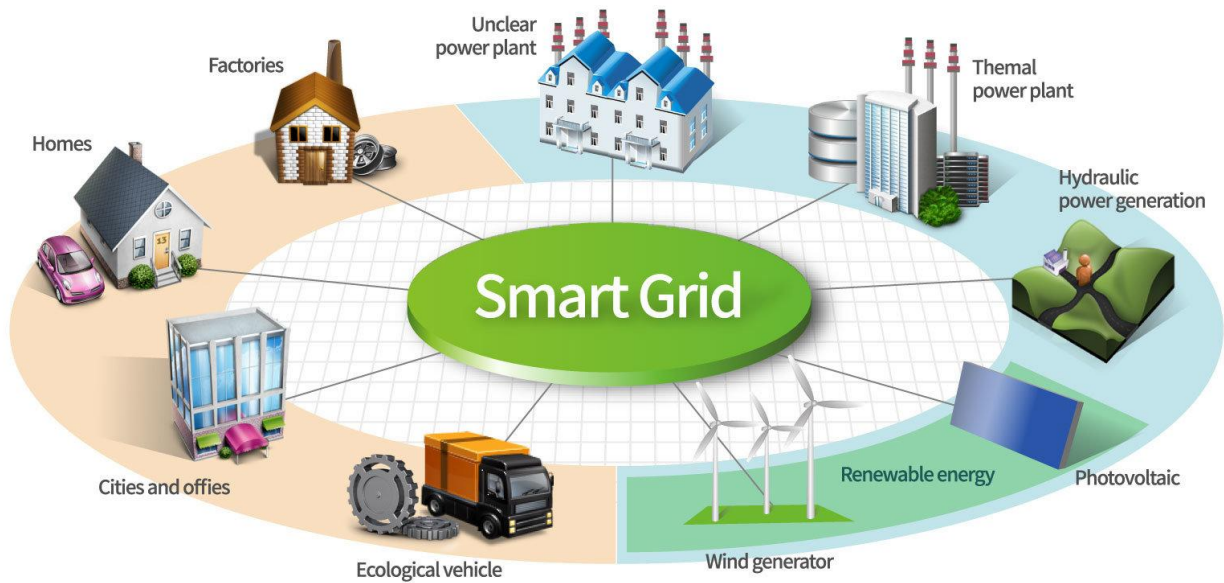 Unclear
power plant
Themal
power plant
Factories
Homes
Hydraulic
power generation
Smart Grid
13
Cities and offies
Renewable energy
Photovoltaic
Wind generator
Ecological vehicle